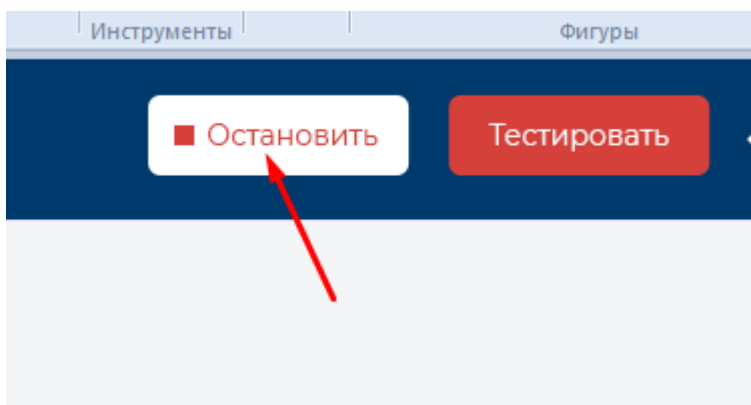 Инструменты
Фигуры
Остановить
Тестировать